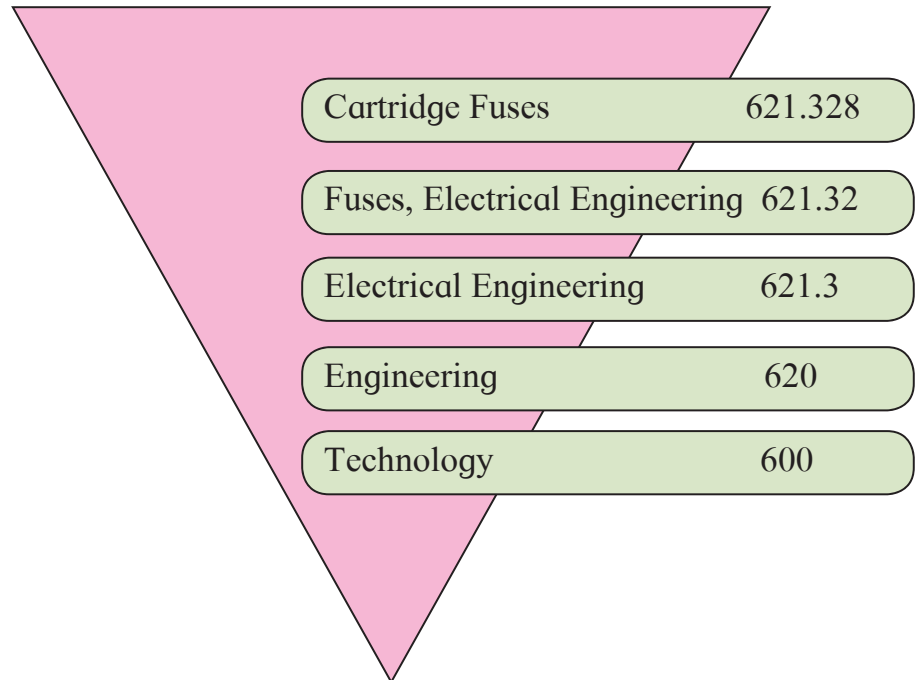 Cartridge Fuses 621.328
Fuses, Electrical Engineering 621.32
Electrical Engineering 621.3
Engineering 620
Technology 600